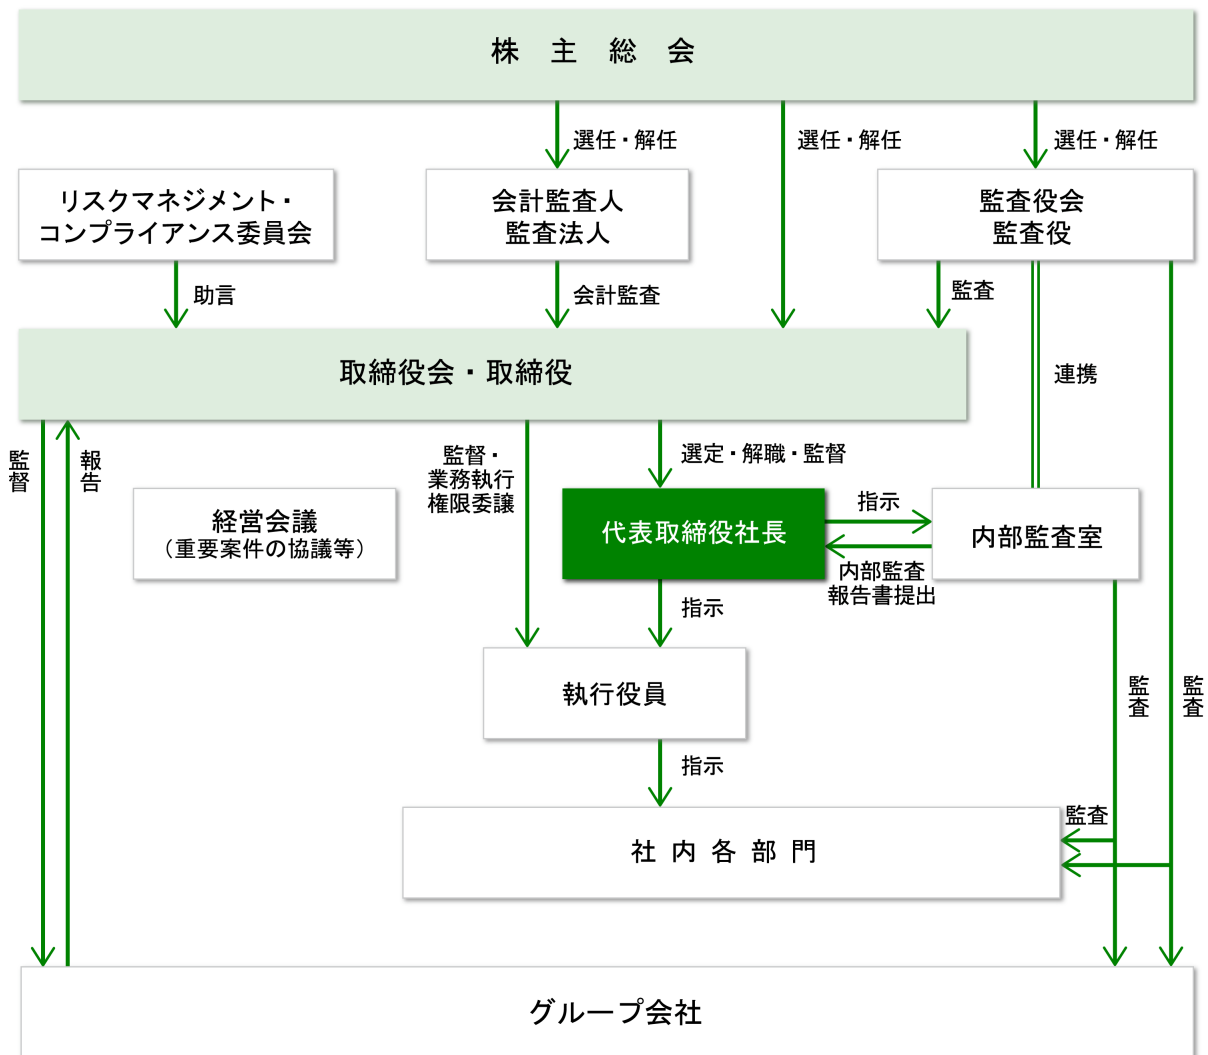 株主総会
選任・解任
選任・解任
選任・解任
リスクマネジメント・
コンプライアンス委員会
会計監査人
監査法人
監査役会
監査役
助言
会計監査
監査
取締役会・取締役
連携
監督
報告
監督・
業務執行
権限委譲
選定・解職・監督
経営会議
（重要案件の協議等）
代表取締役社長
指示
内部監査
報告書提出
内部監査室
指示
執行役員
監査
監査
指示
監査
社内各部門
グループ会社